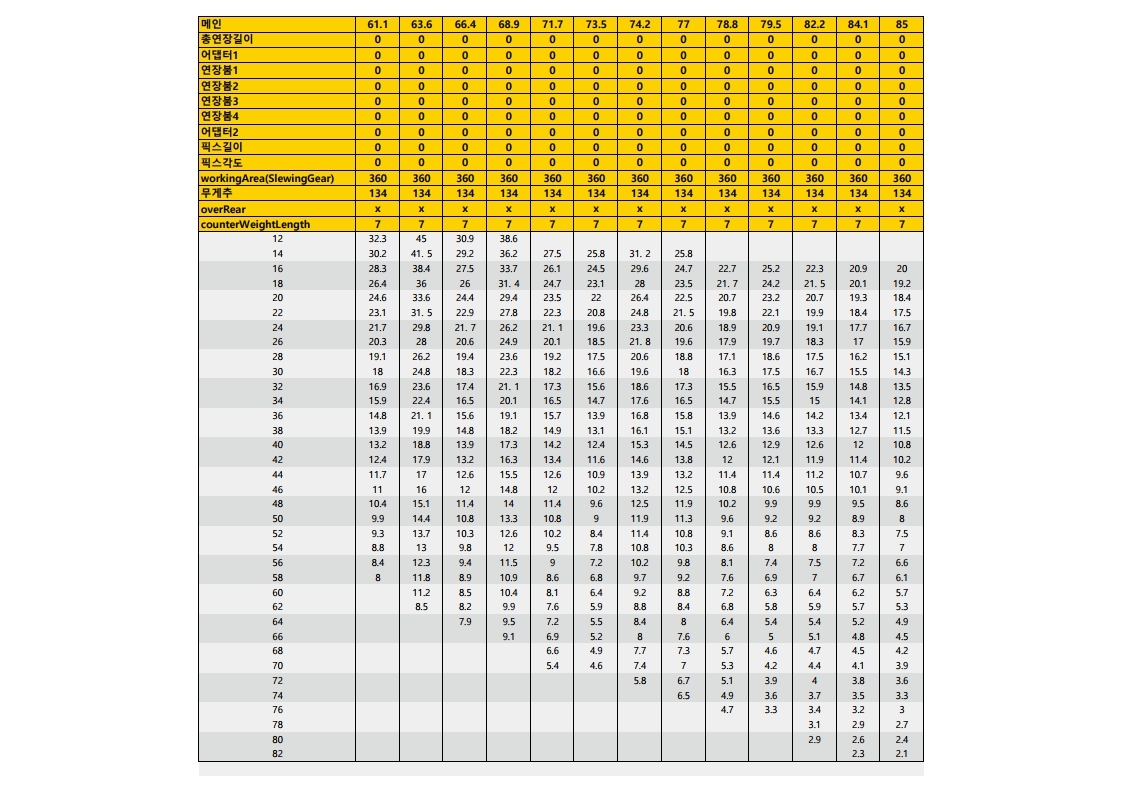 메인 61.1 63.6 66.4 68.9 71.7 73.5 74.2 77 78.8 79.5 82.2 84.1 85
총연장길이 0 0 0 0 0 0 0 0 0 0 0 0 0
어댑터1 0 0 0 0 0 0 0 0 0 0 0 0 0
연장붐1 0 0 0 0 0 0 0 0 0 0 0 0 0
연장붐2 0 0 0 0 0 0 0 0 0 0 0 0 0
연장붐3 0 0 0 0 0 0 0 0 0 0 0 0 0
연장붐4 0 0 0 0 0 0 0 0 0 0 0 0 0
어댑터2 0 0 0 0 0 0 0 0 0 0 0 0 0
픽스길이 0 0 0 0 0 0 0 0 0 0 0 0 0
픽스각도 0 0 0 0 0 0 0 0 0 0 0 0 0
workingArea(SlewingGear) 360 360 360 360 360 360 360 360 360 360 360 360 360
무게추 134 134 134 134 134 134 134 134 134 134 134 134 134
overRear x x x x x x x x x x x x x
counterWeightLength 7 7 7 7 7 7 7 7 7 7 7 7 7
12 32.3 45 30.9 38.6
14 30.2 41. 5 29.2 36.2 27.5 25.8 31. 2 25.8
16 28.3 38.4 27.5 33.7 26.1 24.5 29.6 24.7 22.7 25.2 22.3 20.9 20
18 26.4 36 26 31. 4 24.7 23.1 28 23.5 21. 7 24.2 21. 5 20.1 19.2
20 24.6 33.6 24.4 29.4 23.5 22 26.4 22.5 20.7 23.2 20.7 19.3 18.4
22 23.1 31. 5 22.9 27.8 22.3 20.8 24.8 21. 5 19.8 22.1 19.9 18.4 17.5
24 21.7 29.8 21. 7 26.2 21. 1 19.6 23.3 20.6 18.9 20.9 19.1 17.7 16.7
26 20.3 28 20.6 24.9 20.1 18.5 21. 8 19.6 17.9 19.7 18.3 17 15.9
28 19.1 26.2 19.4 23.6 19.2 17.5 20.6 18.8 17.1 18.6 17.5 16.2 15.1
30 18 24.8 18.3 22.3 18.2 16.6 19.6 18 16.3 17.5 16.7 15.5 14.3
32 16.9 23.6 17.4 21. 1 17.3 15.6 18.6 17.3 15.5 16.5 15.9 14.8 13.5
34 15.9 22.4 16.5 20.1 16.5 14.7 17.6 16.5 14.7 15.5 15 14.1 12.8
36 14.8 21. 1 15.6 19.1 15.7 13.9 16.8 15.8 13.9 14.6 14.2 13.4 12.1
38 13.9 19.9 14.8 18.2 14.9 13.1 16.1 15.1 13.2 13.6 13.3 12.7 11.5
40 13.2 18.8 13.9 17.3 14.2 12.4 15.3 14.5 12.6 12.9 12.6 12 10.8
42 12.4 17.9 13.2 16.3 13.4 11.6 14.6 13.8 12 12.1 11.9 11.4 10.2
44 11.7 17 12.6 15.5 12.6 10.9 13.9 13.2 11.4 11.4 11.2 10.7 9.6
46 11 16 12 14.8 12 10.2 13.2 12.5 10.8 10.6 10.5 10.1 9.1
48 10.4 15.1 11.4 14 11.4 9.6 12.5 11.9 10.2 9.9 9.9 9.5 8.6
50 9.9 14.4 10.8 13.3 10.8 9 11.9 11.3 9.6 9.2 9.2 8.9 8
52 9.3 13.7 10.3 12.6 10.2 8.4 11.4 10.8 9.1 8.6 8.6 8.3 7.5
54 8.8 13 9.8 12 9.5 7.8 10.8 10.3 8.6 8 8 7.7 7
56 8.4 12.3 9.4 11.5 9 7.2 10.2 9.8 8.1 7.4 7.5 7.2 6.6
58 8 11.8 8.9 10.9 8.6 6.8 9.7 9.2 7.6 6.9 7 6.7 6.1
60 11.2 8.5 10.4 8.1 6.4 9.2 8.8 7.2 6.3 6.4 6.2 5.7
62 8.5 8.2 9.9 7.6 5.9 8.8 8.4 6.8 5.8 5.9 5.7 5.3
64 7.9 9.5 7.2 5.5 8.4 8 6.4 5.4 5.4 5.2 4.9
66 9.1 6.9 5.2 8 7.6 6 5 5.1 4.8 4.5
68 6.6 4.9 7.7 7.3 5.7 4.6 4.7 4.5 4.2
70 5.4 4.6 7.4 7 5.3 4.2 4.4 4.1 3.9
72 5.8 6.7 5.1 3.9 4 3.8 3.6
74 6.5 4.9 3.6 3.7 3.5 3.3
76 4.7 3.3 3.4 3.2 3
78 3.1 2.9 2.7
80 2.9 2.6 2.4
82 2.3 2.1